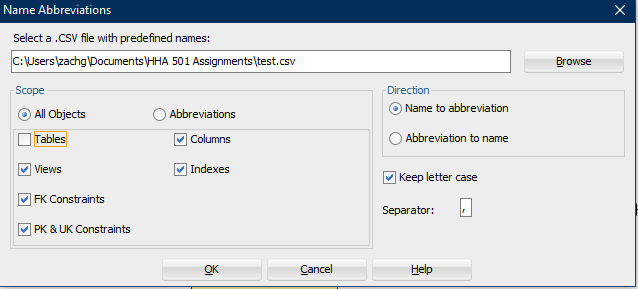 Name Abbreviations
Select a .CSV file with predefined names:
C:\Users\zachg\Documents\HHA 501 Assignments\test.csv
Browse
Scope
All Objects
Abbreviations
Tables
Columns
Views
Indexes
FK Constraints
PK & UK Constraints
Direction
Name to abbreviation
Abbreviation to name
Keep letter case
Separator: ,
OK
Cancel
Help